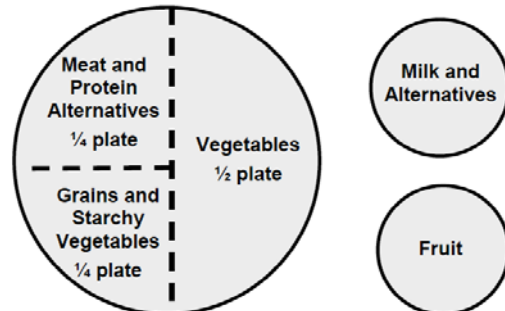 Meat and
Protein
Alternatives
¼ plate
Grains and
Starchy
Vegetables
¼ plate
Vegetables
½ plate
Milk and
Alternatives
Fruit